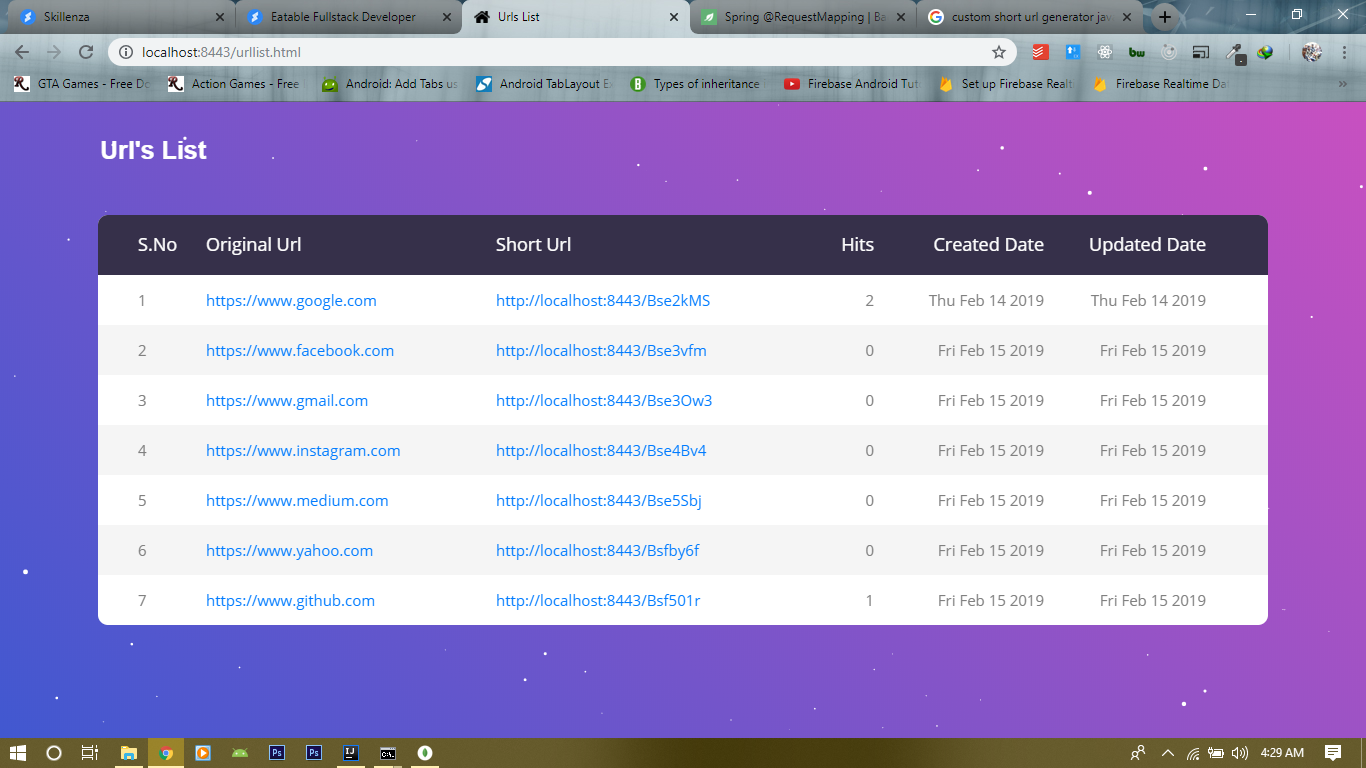 Skillenza
Eatable Fullstack Developer
Urls List
Spring @RequestMapping | Ba
custom short url generator jav
localhost:8443/urllist.html
bw
GTA Games - Free Do
Action Games - Free
Android: Add Tabs us
Android TabLayout Ex
Types of inheritance i
Firebase Android Tut
Set up Firebase Realt
Firebase Realtime Dat
Url's List
S.No Original Url Short Url Hits Created Date Updated Date
1 https://www.google.com http://localhost:8443/Bse2kMS 2 Thu Feb 14 2019 Thu Feb 14 2019
2 https://www.facebook.com http://localhost:8443/Bse3vfm 0 Fri Feb 15 2019 Fri Feb 15 2019
3 https://www.gmail.com http://localhost:8443/Bse3Ow3 0 Fri Feb 15 2019 Fri Feb 15 2019
4 https://www.instagram.com http://localhost:8443/Bse4Bv4 0 Fri Feb 15 2019 Fri Feb 15 2019
5 https://www.medium.com http://localhost:8443/Bse5Sbj 0 Fri Feb 15 2019 Fri Feb 15 2019
6 https://www.yahoo.com http://localhost:8443/Bsfby6f 0 Fri Feb 15 2019 Fri Feb 15 2019
7 https://www.github.com http://localhost:8443/Bsf501r 1 Fri Feb 15 2019 Fri Feb 15 2019
Ps
Ps
IJ
C:\.
4:29 AM